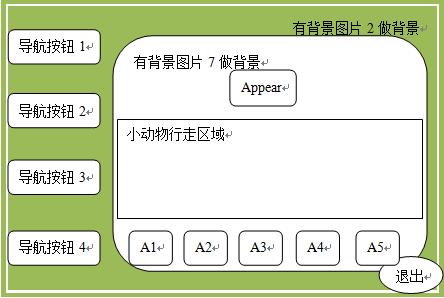 有背景图片 2 做背景
导航按钮 1
有背景图片 7 做背景
Appear
导航按钮 2
小动物行走区域
导航按钮 3
导航按钮 4
A1
A2
A3
A4
A5
退出